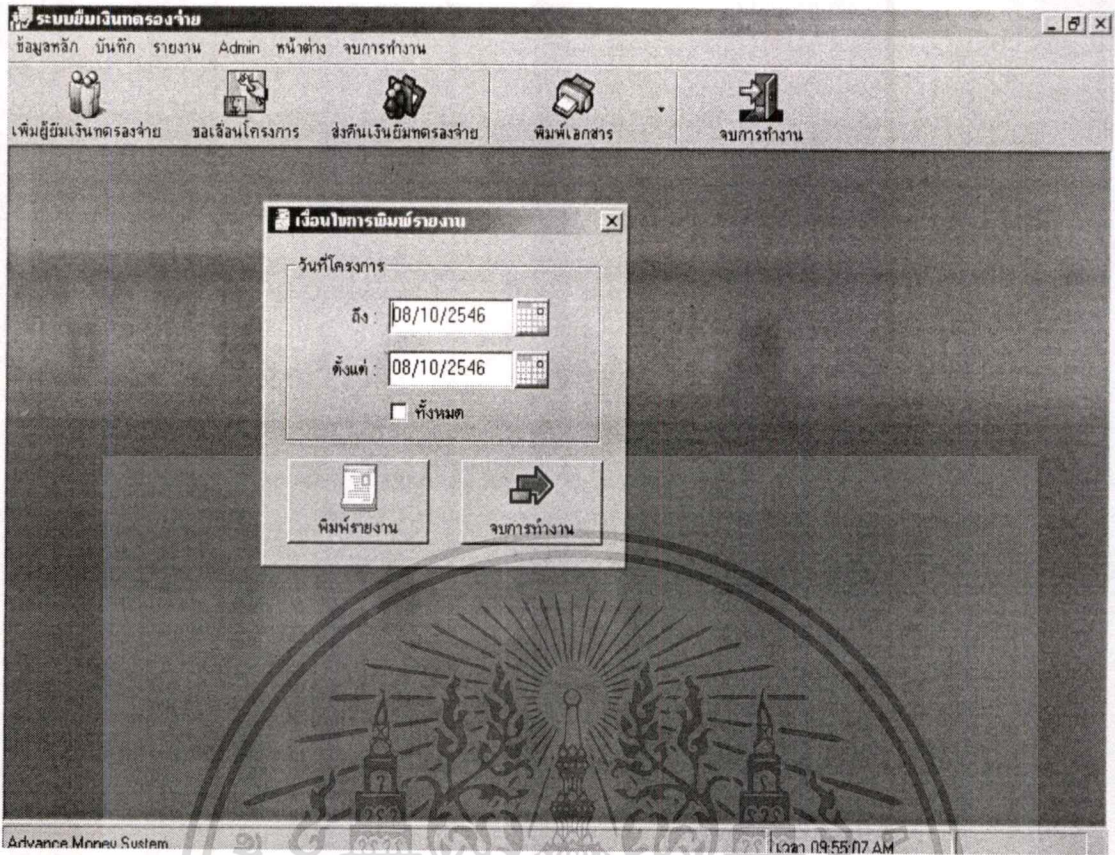 ระบบยืมเงินทดรองจ่าย
ข้อมูลหลัก บันทึก รายงาน Admin หน้าต่าง จบการทำงาน
เพิ่มผู้ยืมเงินทดรองจ่าย ขอเลื่อนโครงการ ส่งคืนเงินยืมทดรองจ่าย พิมพ์เอกสาร จบการทำงาน
เงื่อนไขการพิมพ์รายงาน
วันที่โครงการ
ถึง : 08/10/2546
ตั้งแต่ : 08/10/2546
ทั้งหมด
พิมพ์รายงาน จบการทำงาน
Advance Money System เวลา 09:55:07 AM